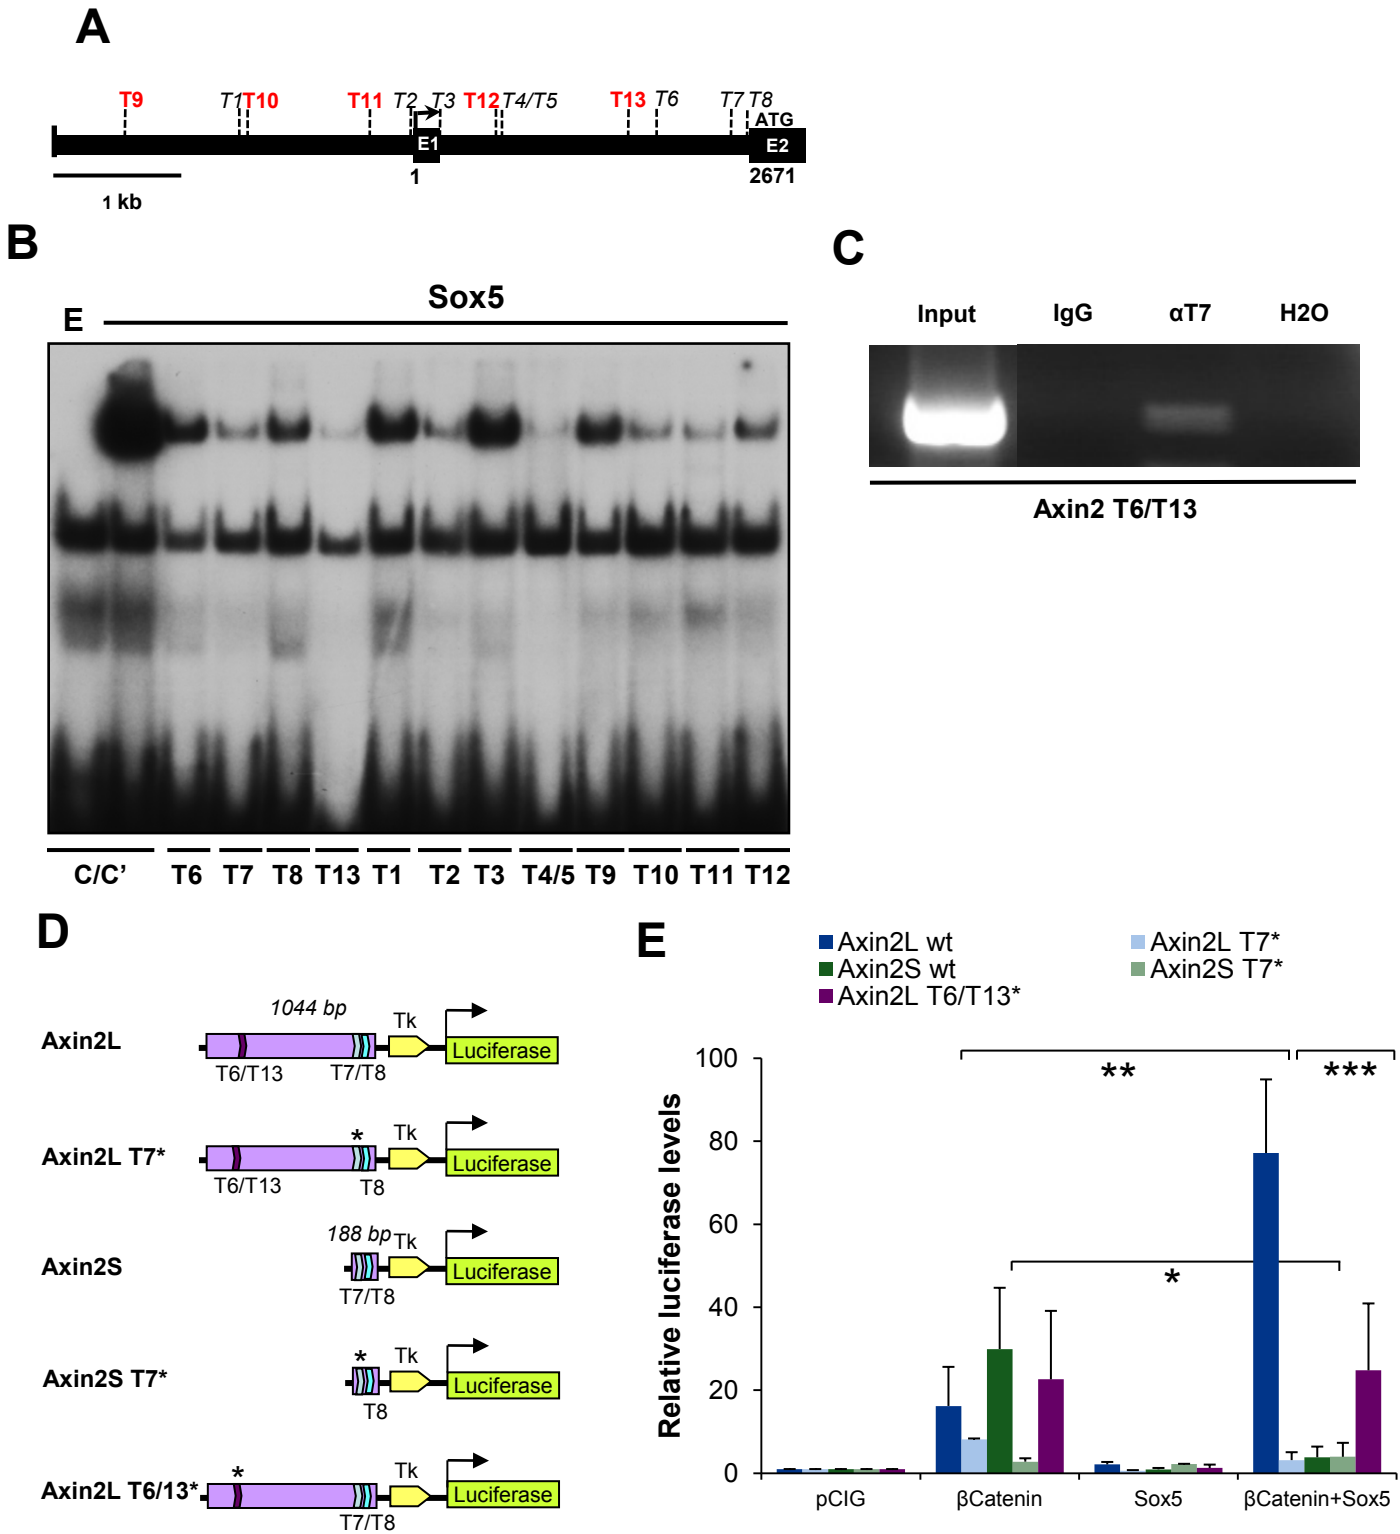 A
T9 T1 T10 T11 T2 T3 T12 T4/T5 T13 T6 T7 T8
ATG
E1 E2
1 2671
1 kb
B
Sox5
E
C/C’ T6 T7 T8 T13 T1 T2 T3 T4/5 T9 T10 T11 T12
C
Input IgG αT7 H2O
Axin2 T6/T13
D
1044 bp
Tk
Axin2L
Luciferase
T6/T13 T7/T8
*
Tk
Axin2L T7*
Luciferase
T6/T13 T8
188 bp Tk
Axin2S
Luciferase
T7/T8
*
Tk
Axin2S T7*
Luciferase
T8
*
Tk
Axin2L T6/13*
Luciferase
T7/T8
E
Axin2L wt Axin2L T7*
Axin2S wt Axin2S T7*
Axin2L T6/T13*
Relative luciferase levels
100
80
60
40
20
0
** ***
*
pCIG βCatenin Sox5 βCatenin+Sox5